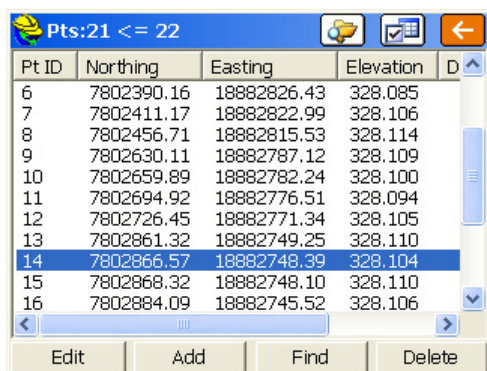 Pts:21 <= 22
Pt ID Northing Easting Elevation D
6 7802390.16 18882826.43 328.085
7 7802411.17 18882822.99 328.106
8 7802456.71 18882815.53 328.114
9 7802630.11 18882787.12 328.109
10 7802659.89 18882782.24 328.100
11 7802694.92 18882776.51 328.094
12 7802726.45 18882771.34 328.105
13 7802861.32 18882749.25 328.110
14 7802866.57 18882748.39 328.104
15 7802868.32 18882748.10 328.110
16 7802884.09 18882745.52 328.106
Edit Add Find Delete